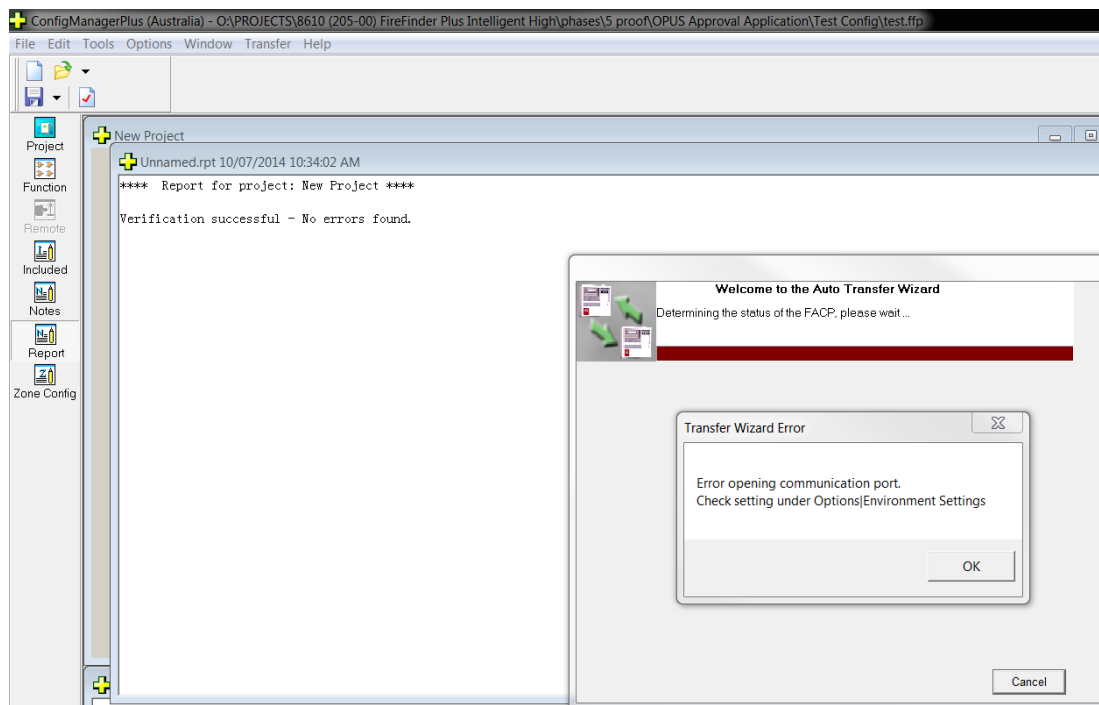 ConfigManagerPlus (Australia) - O:\PROJECTS\8610 (205-00) FireFinder Plus Intelligent High\phases\5 proof\OPUS Approval Application\Test Config\test.ffp
File Edit Tools Options Window Transfer Help
Project
Function
Remote
Included
Notes
Report
Zone Config
New Project
Unnamed.rpt 10/07/2014 10:34:02 AM
**** Report for project: New Project ****
Verification successful - No errors found.
Welcome to the Auto Transfer Wizard
Determining the status of the FACP, please wait ...
Transfer Wizard Error
Error opening communication port.
Check setting under Options|Environment Settings
OK
Cancel